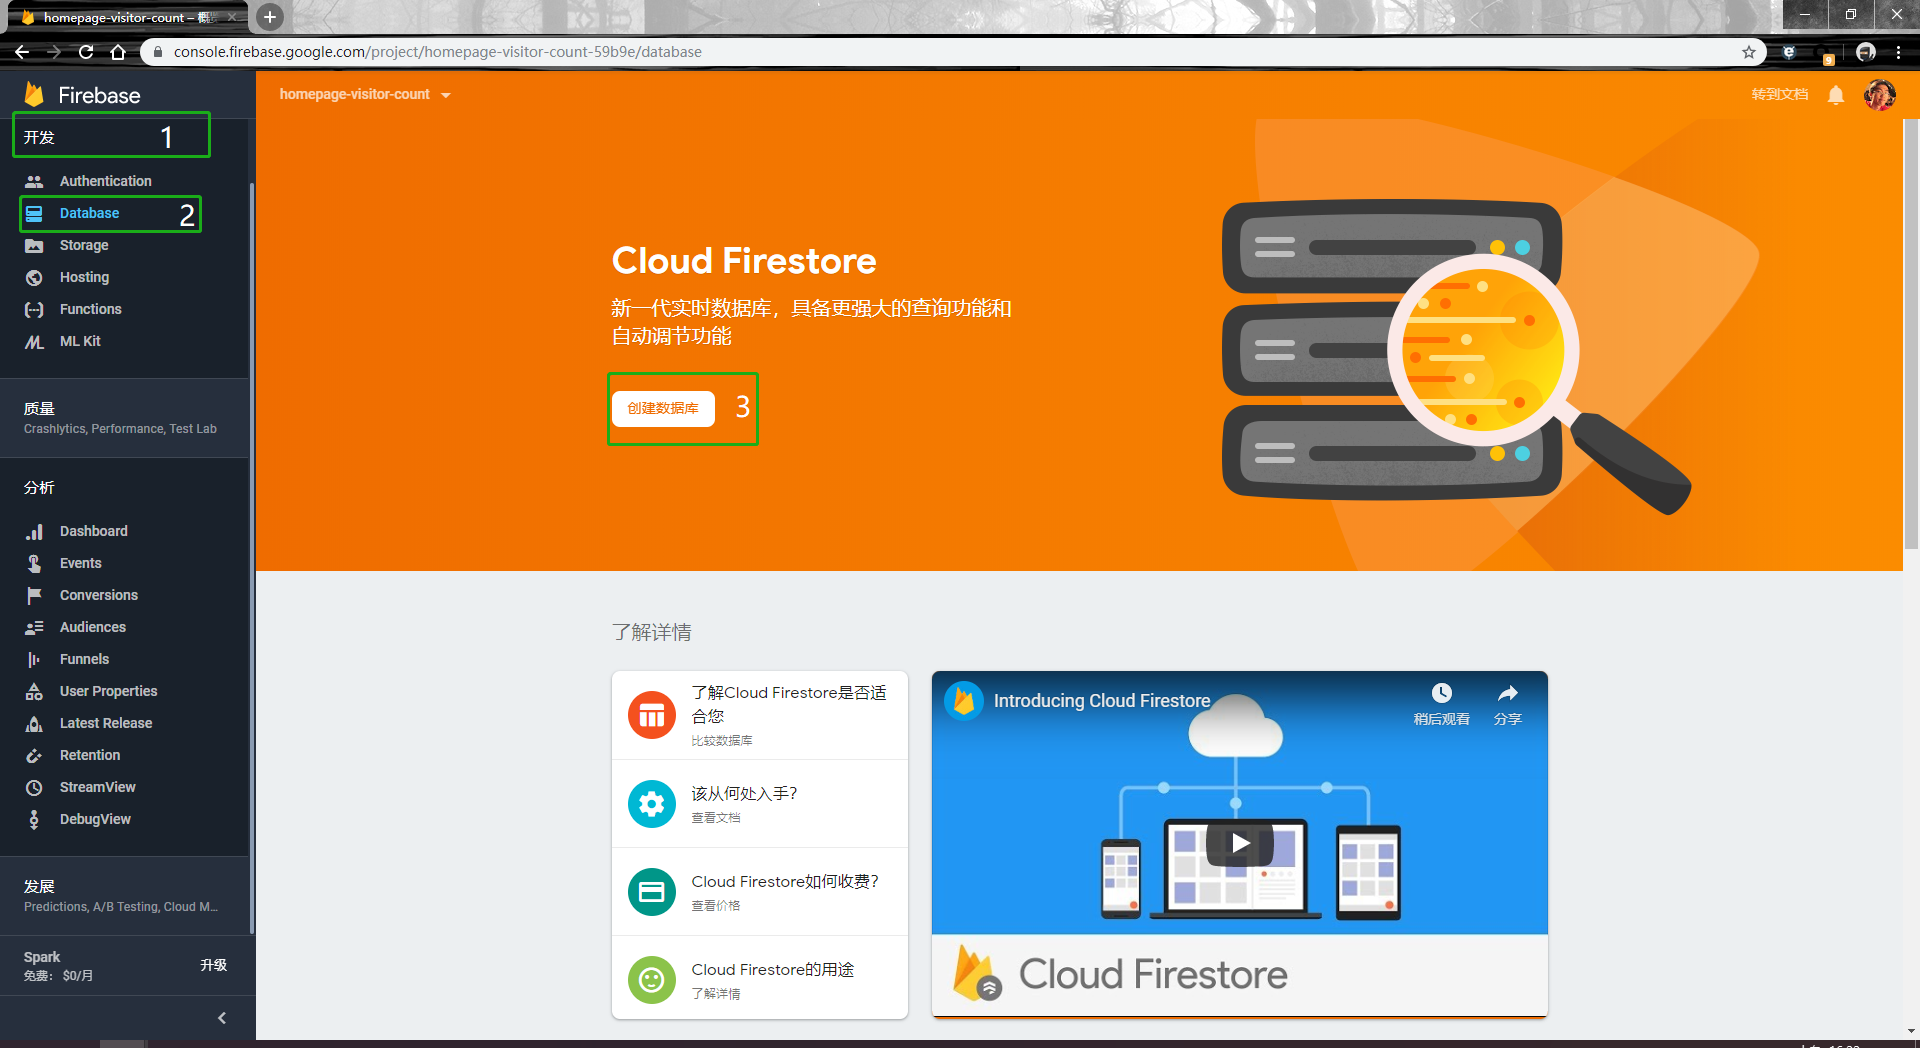 homepage-visitor-count – 概
console.firebase.google.com/project/homepage-visitor-count-59b9e/database
9
Firebase
homepage-visitor-count
转到文档
开发
1
Authentication
Database
2
Storage
Hosting
Functions
ML Kit
质量
Crashlytics, Performance, Test Lab
分析
Dashboard
Events
Conversions
Audiences
Funnels
User Properties
Latest Release
Retention
StreamView
DebugView
发展
Predictions, A/B Testing, Cloud M...
Spark
免费: $0/月
升级
Cloud Firestore
新一代实时数据库，具备更强大的查询功能和
自动调节功能
创建数据库
3
了解详情
了解Cloud Firestore是否适
合您
比较数据库
该从何处入手？
查看文档
Cloud Firestore如何收费？
查看价格
Cloud Firestore的用途
了解详情
Introducing Cloud Firestore
稍后观看
分享
Cloud Firestore